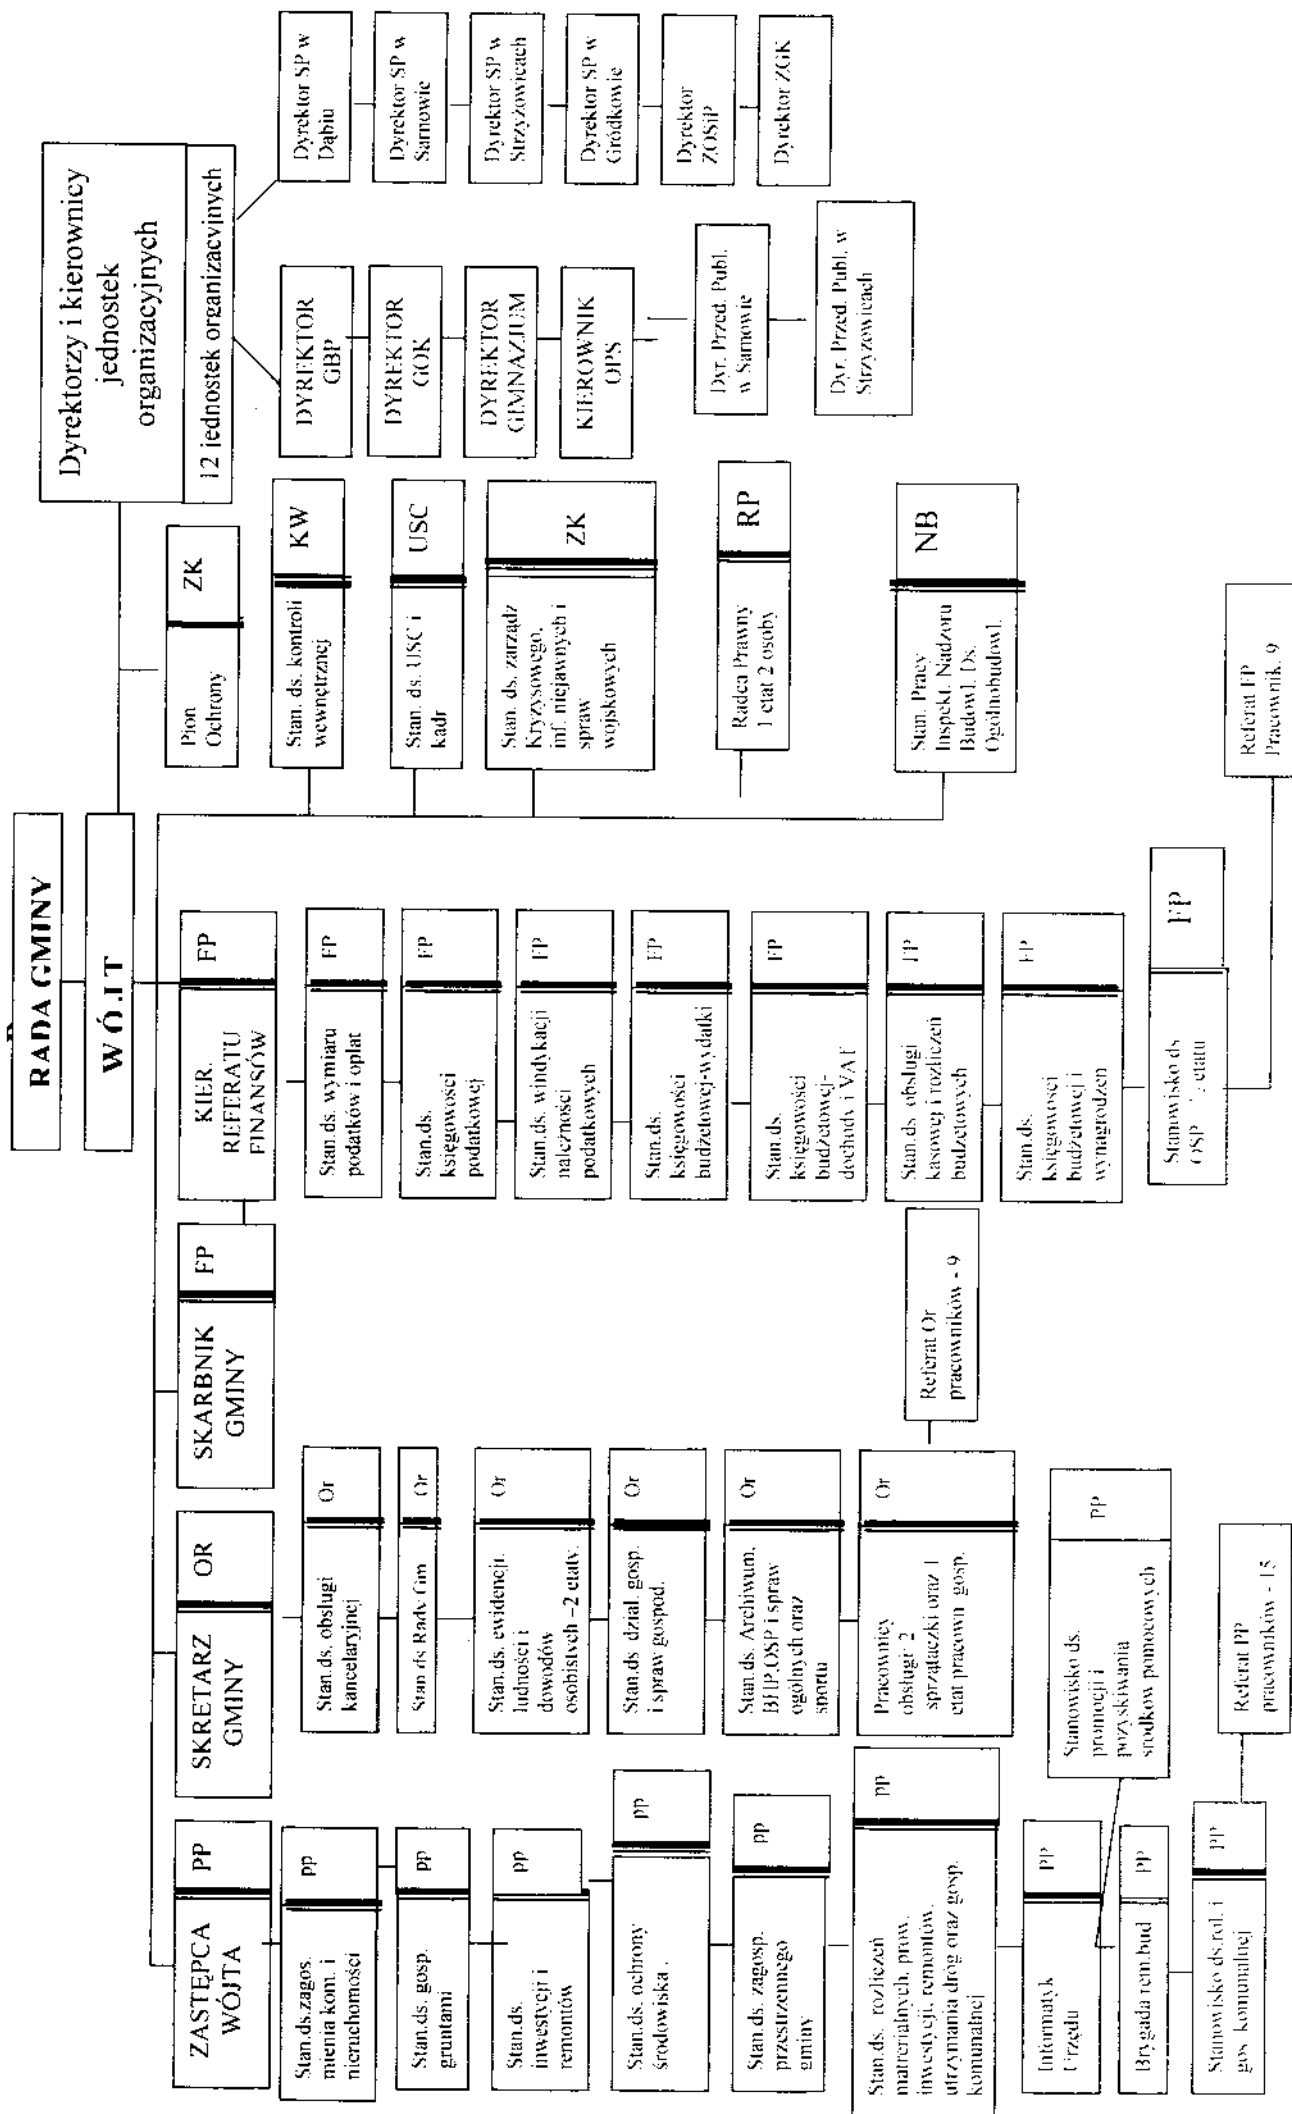 RADA GMINY
WÓJT
Dyrektorzy i kierownicy
jednostek
organizacyjnych
12 jednostek organizacyjnych
ZASTĘPCA
WÓJTA
PP
Stan.ds.zagos.
mienia kom. i
nieruchomości
pp
Stan.ds. gosp.
gruntami
pp
Stan.ds.
inwestycji i
remontów
pp
Stan.ds. ochrony
środowiska .
pp
Stan.ds. zagosp.
przestrzennego
gminy
pp
Stan.ds. rozliczeń
matrerialnych, prow.
inwestycji, remontów,
utrzymania dróg oraz gosp.
komunalnej
pp
Informatyk
Urzędu
PP
Brygada rem.bud
PP
Stanowisko ds.rol. i
gos. komunalnej
PP
Stanowisko ds.
promocji i
pozyskiwania
środków pomocowych
PP
Referat PP
pracowników - 15
SKRETARZ
GMINY
OR
Stan.ds. obsługi
kancelaryjnej
Or
Stan.ds Rady Gm
Or
Stan.ds. ewidencji.
ludności i
dowodów
osobistych –2 etaty.
Or
Stan.ds. dział. gosp.
i spraw gospod.
Or
Stan.ds. Archiwum,
BHP,OSP i spraw
ogólnych oraz
sportu
Or
Pracownicy
obsługi- 2
sprzątaczki oraz 1
etat pracown. gosp.
Or
Referat Or
pracowników - 9
SKARBNIK
GMINY
FP
KIER.
REFERATU
FINANSÓW
FP
Stan.ds. wymiaru
podatków i opłat
FP
Stan.ds.
księgowości
podatkowej
FP
Stan.ds. windykacji
należności
podatkowych
FP
Stan.ds.
księgowości
budżetowej-wydatki
FP
Stan.ds.
księgowości
budżetowej-
dochody i VAT
FP
Stan.ds. obsługi
kasowej i rozliczeń
budżetowych
FP
Stan.ds.
księgowości
budżetowej i
wynagrodzeń
FP
Stanowisko ds
OSP ½ etatu
FP
Referat FP
Pracownik. 9
Pion
Ochrony
ZK
Stan. ds. kontroli
wewnętrznej
KW
Stan. ds. USC i
kadr
USC
Stan. ds. zarządz
Kryzysowego,
inf. niejawnych i
spraw
wojskowych
ZK
Radca Prawny
1 etat 2 osoby
RP
Stan. Pracy
Inspekt. Nadzoru
Budowl. Ds.
Ogólnobudowl.
NB
DYREKTOR
GBP
DYREKTOR
GOK
DYREKTOR
GIMNAZJUM
KIEROWNIK
OPS
Dyr. Przed. Publ.
w Sarnowie
Dyr. Przed. Publ. w
Strzyżowicach
Dyrektor SP w
Dąbiu
Dyrektor SP w
Sarnowie
Dyrektor SP w
Strzyżowicach
Dyrektor SP w
Gródkowie
Dyrektor
ZOSiP
Dyrektor ZGK